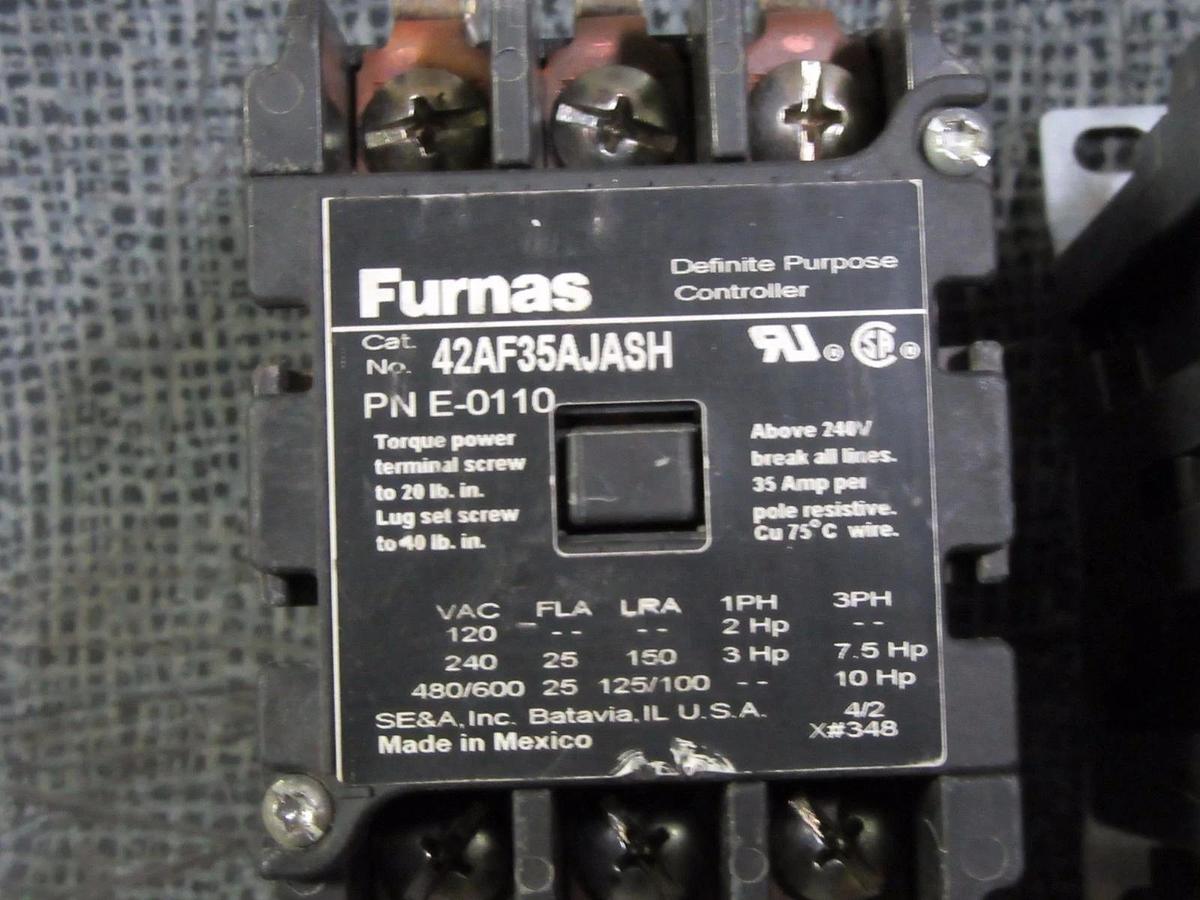 Furnas
Definite Purpose
Controller
Cat.
No. 42AF35AJASH
PN E-0110
Torque power
terminal screw
to 20 lb. in.
Lug set screw
to 40 lb. in.
Above 240V
break all lines.
35 Amp per
pole resistive.
Cu 75°C wire.
VAC FLA LRA 1PH 3PH
120 -- -- 2 Hp --
240 25 150 3 Hp 7.5 Hp
480/600 25 125/100 -- 10 Hp
SE&A, Inc. Batavia, IL U.S.A. 4/2
Made in Mexico X#348